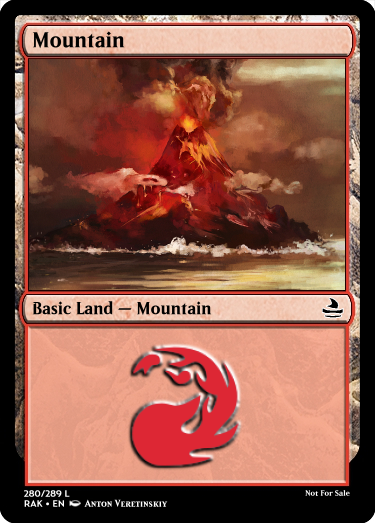 Mountain
Basic Land — Mountain
280/289 L
Not For Sale
RAK • EN Anton Veretinskiy